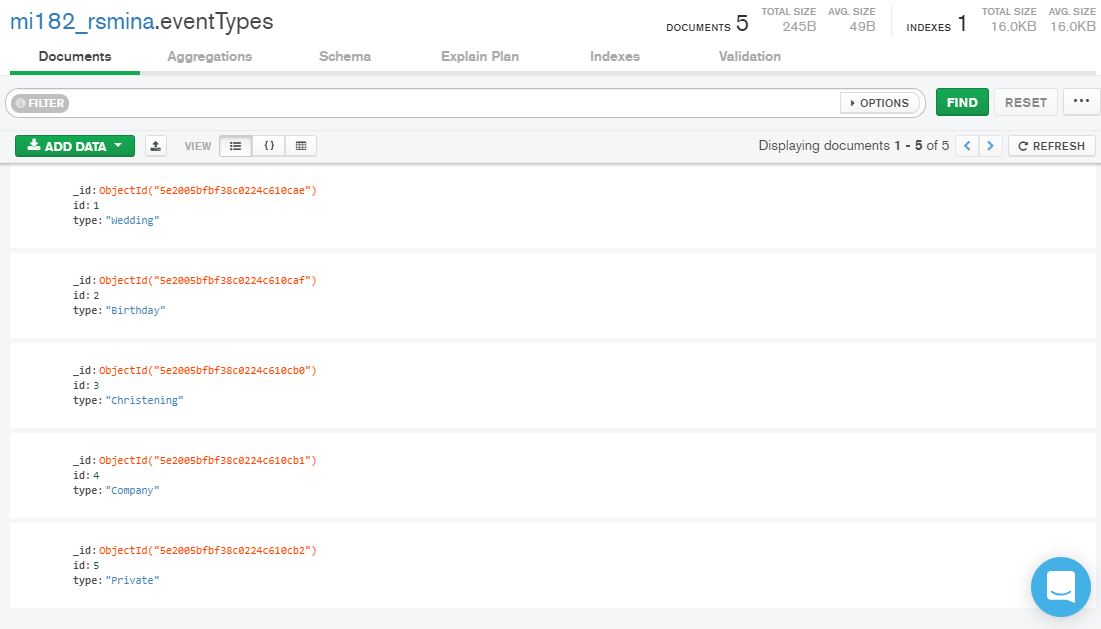 mi182_rsmina.eventTypes
DOCUMENTS 5 TOTAL SIZE 245B AVG. SIZE 49B INDEXES 1 TOTAL SIZE 16.0KB AVG. SIZE 16.0KB
Documents Aggregations Schema Explain Plan Indexes Validation
FILTER OPTIONS FIND RESET ...
ADD DATA VIEW {} Displaying documents 1 - 5 of 5 < > REFRESH
_id: ObjectId("5e2005bfbf38c0224c610cae")
id: 1
type: "Wedding"
_id: ObjectId("5e2005bfbf38c0224c610caf")
id: 2
type: "Birthday"
_id: ObjectId("5e2005bfbf38c0224c610cb0")
id: 3
type: "Christening"
_id: ObjectId("5e2005bfbf38c0224c610cb1")
id: 4
type: "Company"
_id: ObjectId("5e2005bfbf38c0224c610cb2")
id: 5
type: "Private"